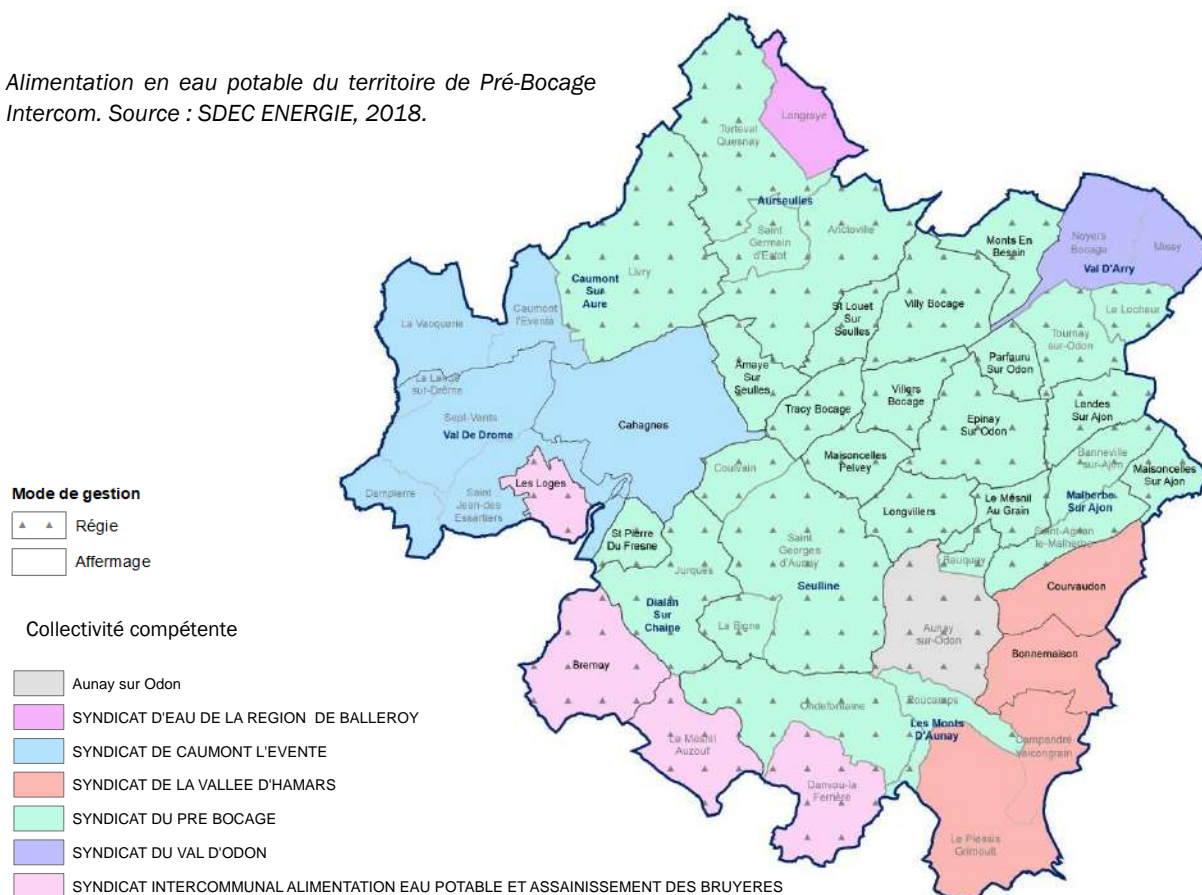 Alimentation en eau potable du territoire de Pré-Bocage
Intercom. Source : SDEC ENERGIE, 2018.
Longraye
Torteval
Quesnay
Aurseulles
Saint
Germain
d'Ectot
Anctoville
Monts En
Bessin
Noyers
Bocage
Missy
Val D'Arry
Livry
Caumont
Sur
Aure
Caumont
l'Evente
La Vacquerie
St Louet
Sur
Seulles
Villy Bocage
Le Locheur
Tournay
sur-Odon
Parfouru
Sur Odon
La Lande
sur-Drôme
Amaye
Sur
Seulles
Villers
Bocage
Tracy Bocage
Epinay
Sur Odon
Landes
Sur Ajon
Sept-Vents
Val De Drome
Cahagnes
Maisoncelles
Pelvey
Banneville
sur-Ajon
Maisoncelles
Sur Ajon
Coulvain
Les Loges
Dampierre
Saint
Jean-des
Essartiers
Longvillers
Le Mésnil
Au Grain
Malherbe
Sur Ajon
Saint-Agnan
le-Malherbe
St Pierre
Du Fresne
Saint
Georges
d'Aunay
Bauquay
Jurques
Seulline
Courvaudon
Dialan
Sur
Chaine
La Bigne
Aunay
sur-Odon
Bonnemaison
Bremoy
Ondefontaine
Roucamps
Les Monts
D'Aunay
Le Mésnil
Auzouf
Campandré
Valcongrain
Danvou-la
Ferrière
Le Plessis
Grimoult
Mode de gestion
Régie
Affermage
Collectivité compétente
Aunay sur Odon
SYNDICAT D'EAU DE LA REGION DE BALLEROY
SYNDICAT DE CAUMONT L'EVENTE
SYNDICAT DE LA VALLEE D'HAMARS
SYNDICAT DU PRE BOCAGE
SYNDICAT DU VAL D'ODON
SYNDICAT INTERCOMMUNAL ALIMENTATION EAU POTABLE ET ASSAINISSEMENT DES BRUYERES